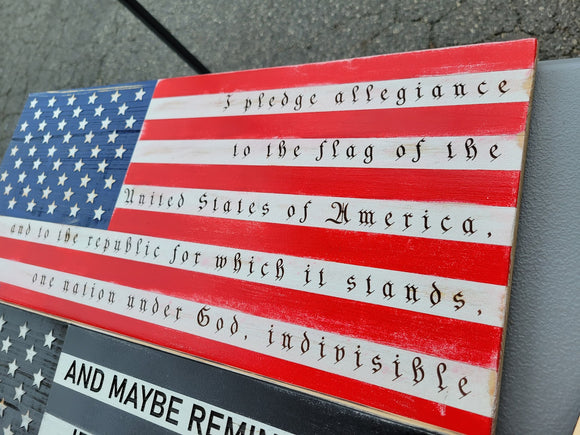 I pledge allegiance
to the flag of the
United States of America,
and to the republic for which it stands,
one nation under God, indivisible
AND MAYBE